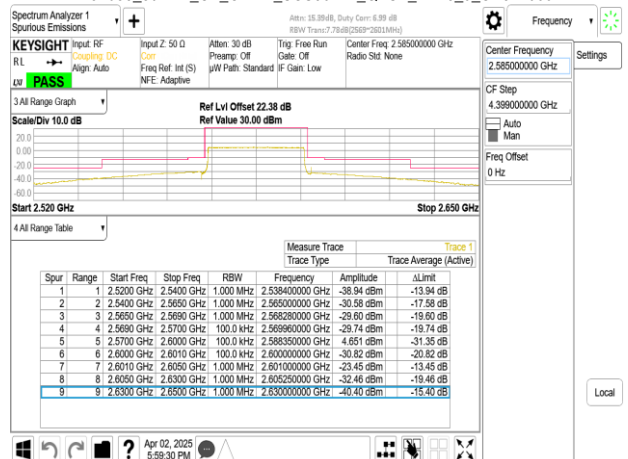 Spectrum Analyzer 1
Spurious Emissions
Attn: 15.39dB, Duty Corr: 6.99 dB
RBW Trans:7.78dB(2569~2601MHz)
Frequency
KEYSIGHT
RL
PASS
Input: RF
Coupling: DC
Align: Auto
Input Z: 50 Ω
Corr
Freq Ref: Int (S)
NFE: Adaptive
Atten: 30 dB
Preamp: Off
µW Path: Standard
Trig: Free Run
Gate: Off
IF Gain: Low
Center Freq: 2.585000000 GHz
Radio Std: None
Center Frequency
2.585000000 GHz
Settings
CF Step
4.399000000 GHz
Auto
Man
Freq Offset
0 Hz
3 All Range Graph
Scale/Div 10.0 dB
Ref Lvl Offset 22.38 dB
Ref Value 30.00 dBm
20.0
0.00
-20.0
-40.0
-60.0
Start 2.520 GHz
Stop 2.650 GHz
4 All Range Table
Measure Trace Trace 1
Trace Type Trace Average (Active)
Spur Range Start Freq Stop Freq RBW Frequency Amplitude ΔLimit
1 1 2.5200 GHz 2.5400 GHz 1.000 MHz 2.538400000 GHz -38.94 dBm -13.94 dB
2 2 2.5400 GHz 2.5650 GHz 1.000 MHz 2.565000000 GHz -30.58 dBm -17.58 dB
3 3 2.5650 GHz 2.5690 GHz 1.000 MHz 2.568280000 GHz -29.60 dBm -19.60 dB
4 4 2.5690 GHz 2.5700 GHz 100.0 kHz 2.569960000 GHz -29.74 dBm -19.74 dB
5 5 2.5700 GHz 2.6000 GHz 100.0 kHz 2.588350000 GHz 4.651 dBm -31.35 dB
6 6 2.6000 GHz 2.6010 GHz 100.0 kHz 2.600000000 GHz -30.82 dBm -20.82 dB
7 7 2.6010 GHz 2.6050 GHz 1.000 MHz 2.601000000 GHz -23.45 dBm -13.45 dB
8 8 2.6050 GHz 2.6300 GHz 1.000 MHz 2.605250000 GHz -32.46 dBm -19.46 dB
9 9 2.6300 GHz 2.6500 GHz 1.000 MHz 2.630000000 GHz -40.40 dBm -15.40 dB
Local
Apr 02, 2025
5:59:30 PM